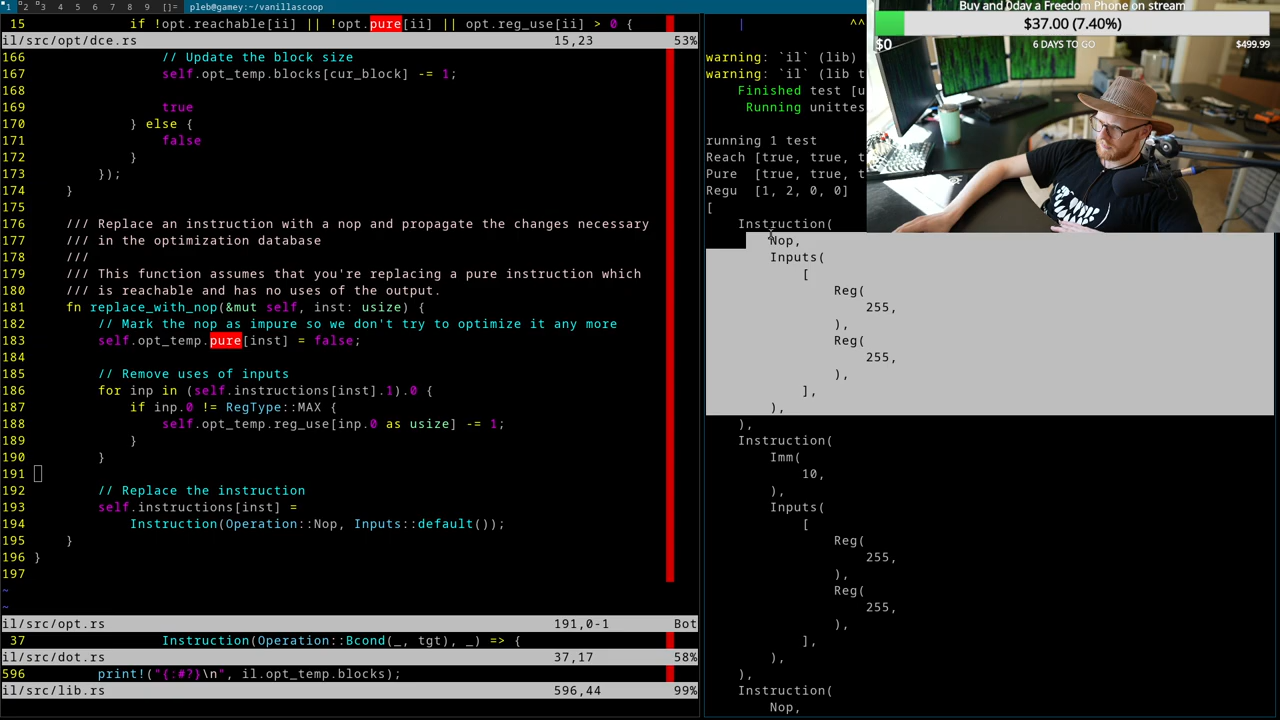 1 2 3 4 5 6 7 8 9 []= pleb@gamey:~/vanillascoop
15 if !opt.reachable[ii] || !opt.pure[ii] || opt.reg_use[ii] > 0 {
il/src/opt/dce.rs 15,23 53%
166 // Update the block size
167 self.opt_temp.blocks[cur_block] -= 1;
168
169 true
170 } else {
171 false
172 }
173 });
174 }
175
176 /// Replace an instruction with a nop and propagate the changes necessary
177 /// in the optimization database
178 ///
179 /// This function assumes that you're replacing a pure instruction which
180 /// is reachable and has no uses of the output.
181 fn replace_with_nop(&mut self, inst: usize) {
182 // Mark the nop as impure so we don't try to optimize it any more
183 self.opt_temp.pure[inst] = false;
184
185 // Remove uses of inputs
186 for inp in (self.instructions[inst].1).0 {
187 if inp.0 != RegType::MAX {
188 self.opt_temp.reg_use[inp.0 as usize] -= 1;
189 }
190 }
191
192 // Replace the instruction
193 self.instructions[inst] =
194 Instruction(Operation::Nop, Inputs::default());
195 }
196 }
197
~
~
il/src/opt.rs 191,0-1 Bot
37 Instruction(Operation::Bcond(_, tgt), _) => {
il/src/dot.rs 37,17 58%
596 print!("{:#?}\n", il.opt_temp.blocks);
il/src/lib.rs 596,44 99%
| ^^
warning: `il` (lib)
warning: `il` (lib t
Finished test [u
Running unittes
running 1 test
Reach [true, true, t
Pure [true, true, t
Regu [1, 2, 0, 0]
[
Instruction(
Nop,
Inputs(
[
Reg(
255,
),
Reg(
255,
),
],
),
),
Instruction(
Imm(
10,
),
Inputs(
[
Reg(
255,
),
Reg(
255,
),
],
),
),
Instruction(
Nop,
Buy and Dday a Freedom Phone on stream
$37.00 (7.40%)
$0 6 DAYS TO GO $499.99